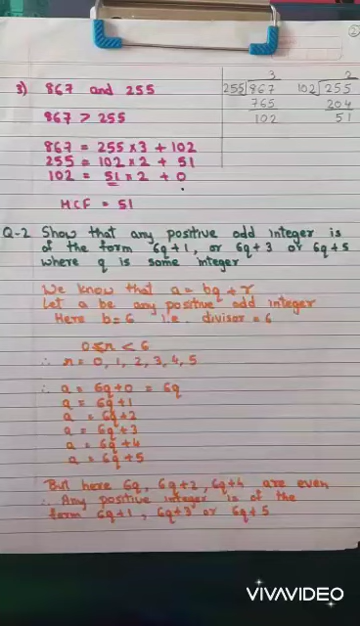 2
3) 867 and 255
867 > 255
867 = 255 × 3 + 102
255 = 102 × 2 + 51
102 = 51 × 2 + 0
HCF = 51
3
255 867
765
102
2
102 255
204
51
Q-2 Show that any positive odd integer is
of the form 6q+1, or 6q+3 or 6q+5
where q is some integer
We know that a = bq + r
Let a be any positive odd integer
Here b = 6 i.e. divisor = 6
0 ≤ r < 6
∴ r = 0, 1, 2, 3, 4, 5
∴ a = 6q+0 = 6q
a = 6q+1
a = 6q+2
a = 6q+3
a = 6q+4
a = 6q+5
But here 6q, 6q+2, 6q+4 are even
∴ Any positive integer is of the
form 6q+1, 6q+3 or 6q+5
VIVAVIDEO